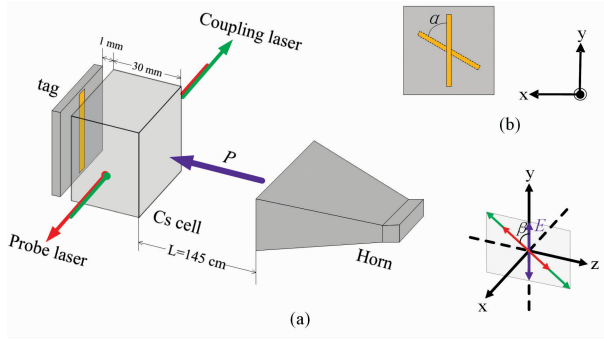 Coupling laser
1 mm
30 mm
tag
P
Cs cell
L=145 cm
Horn
Probe laser
(a)
α
y
x
(b)
y
β
E
z
x